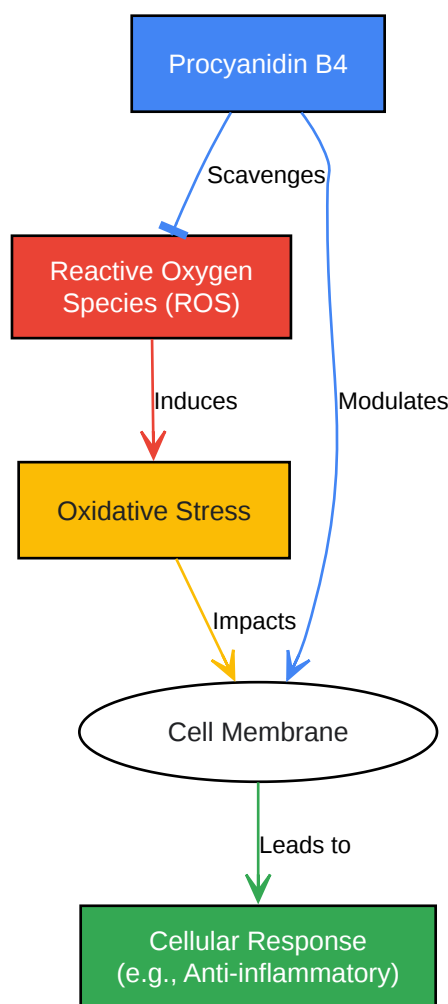 Procyanidin B4
Scavenges
Reactive Oxygen
Species (ROS)
Induces
Modulates
Oxidative Stress
Impacts
Cell Membrane
Leads to
Cellular Response
(e.g., Anti-inflammatory)